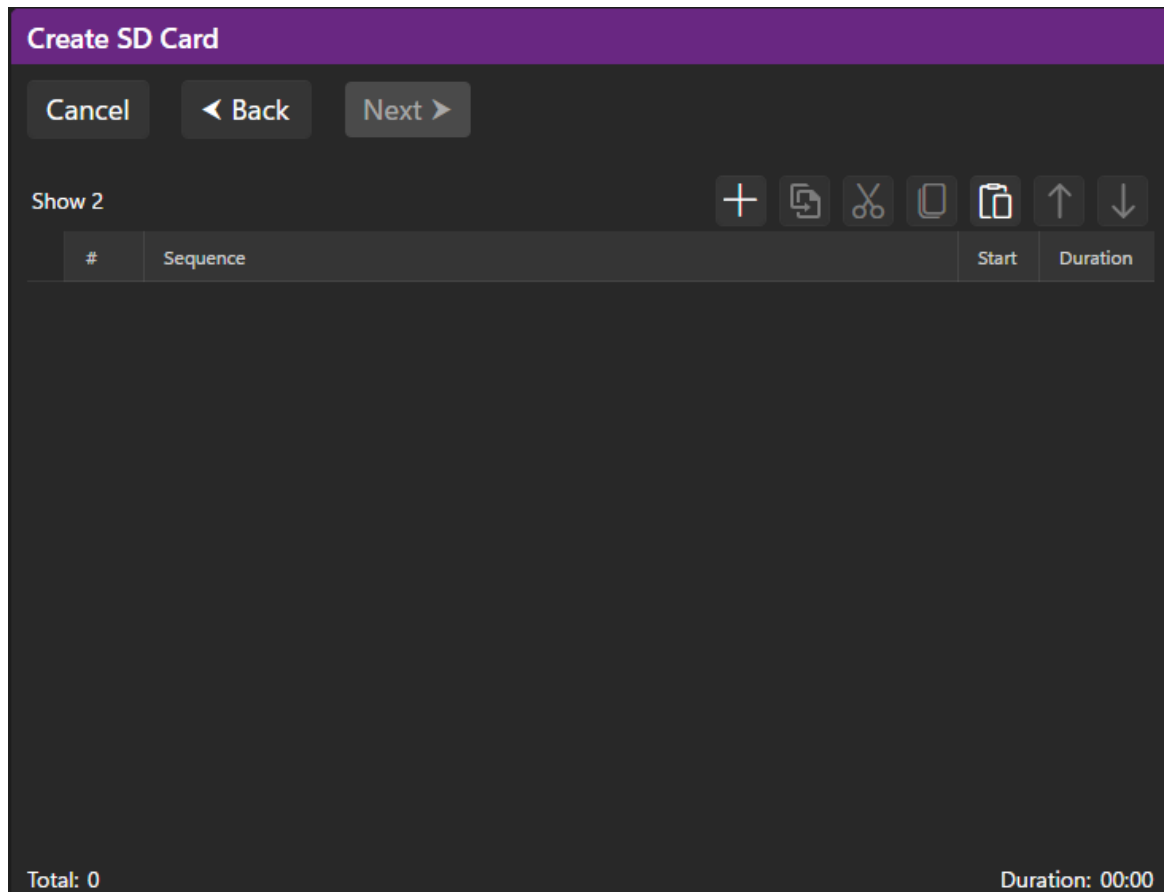 Create SD Card
Cancel ⮜ Back Next ⮞
Show 2
# Sequence Start Duration
Total: 0 Duration: 00:00